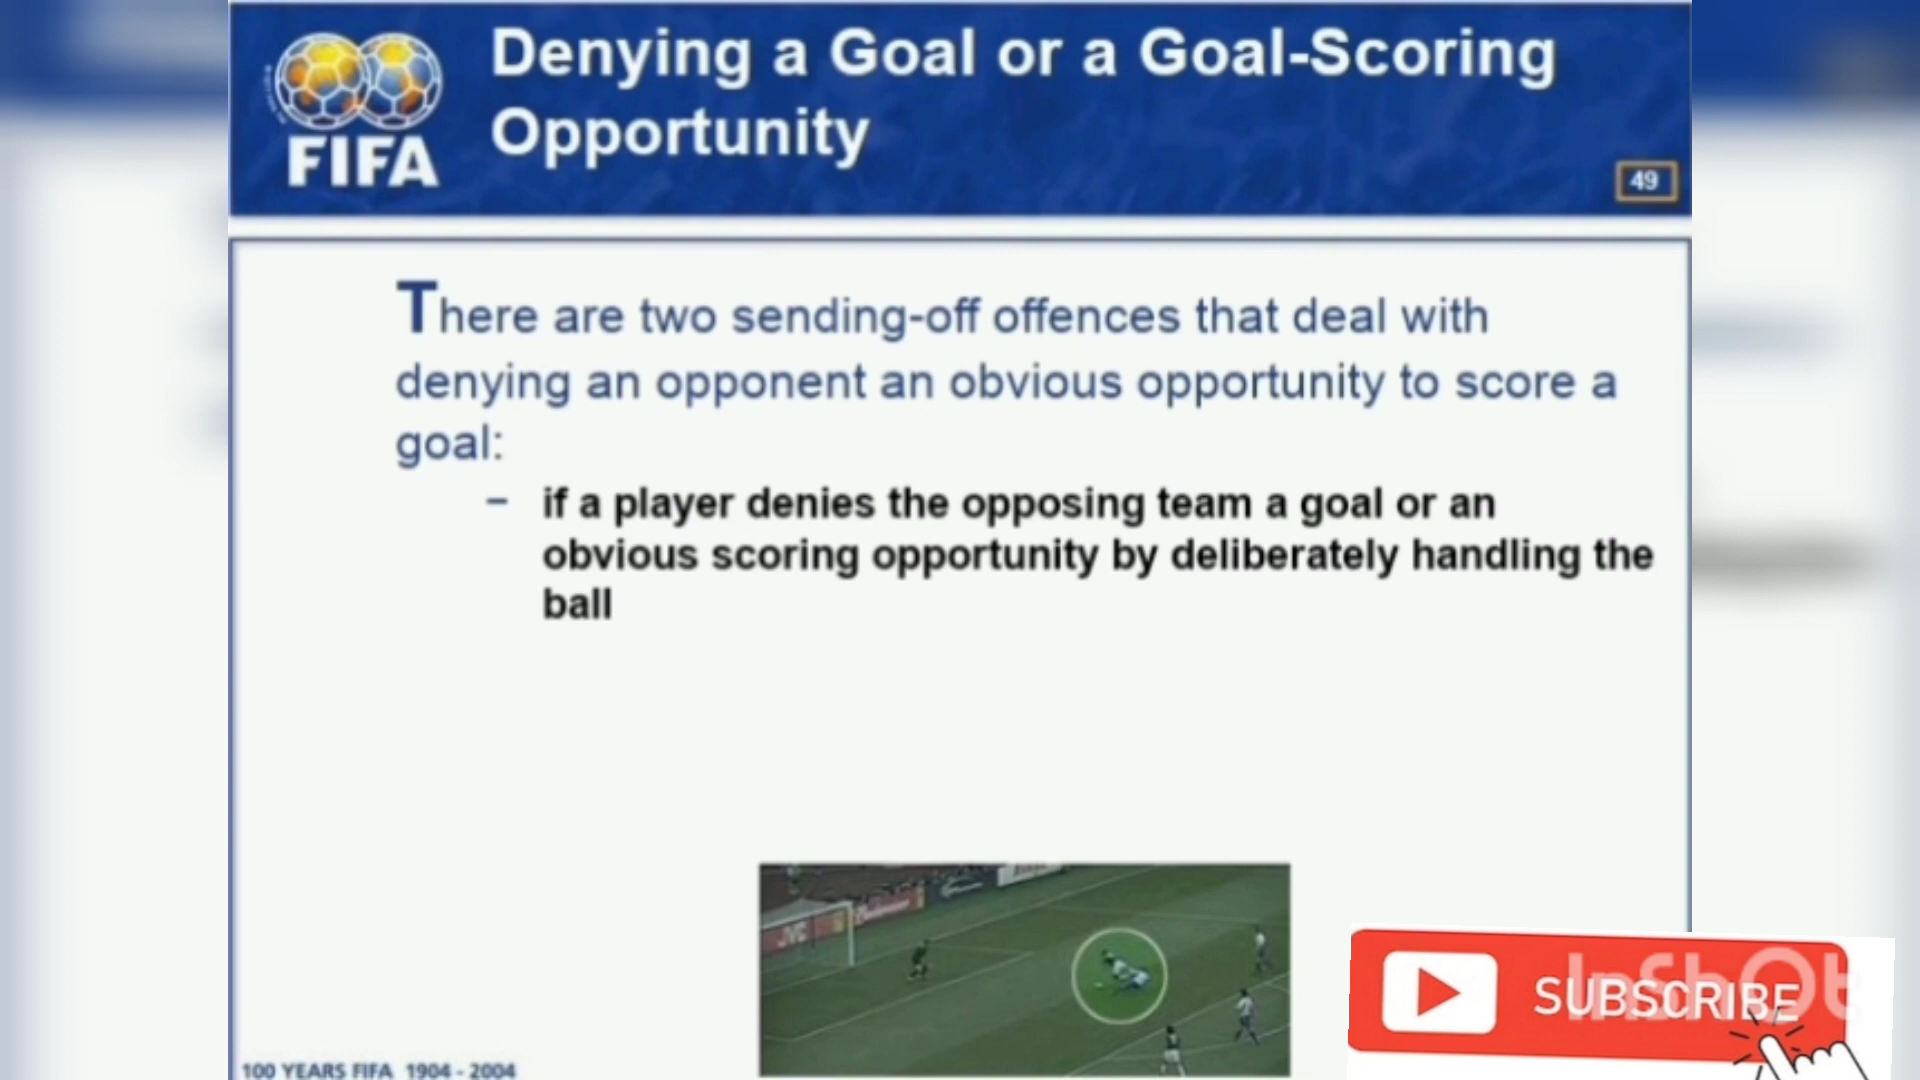 Denying a Goal or a Goal-Scoring
Opportunity
FIFA
49
There are two sending-off offences that deal with
denying an opponent an obvious opportunity to score a
goal:
– if a player denies the opposing team a goal or an
obvious scoring opportunity by deliberately handling the
ball
JVC
100 YEARS FIFA 1904 - 2004
SUBSCRIBE
InShOt